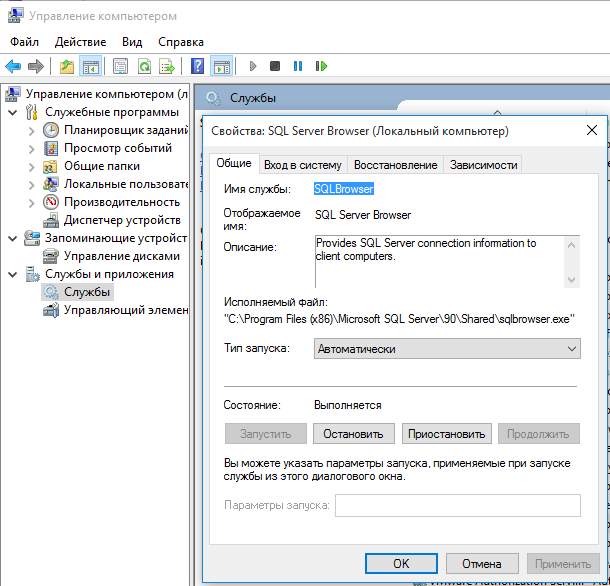 Управление компьютером
Файл Действие Вид Справка
Управление компьютером (л
Служебные программы
Планировщик заданий
Просмотр событий
Общие папки
Локальные пользовате
Производительность
Диспетчер устройств
Запоминающие устройст
Управление дисками
Службы и приложения
Службы
Управляющий элемен
Службы
Свойства: SQL Server Browser (Локальный компьютер)
Общие Вход в систему Восстановление Зависимости
Имя службы: SQLBrowser
Отображаемое
имя: SQL Server Browser
Описание: Provides SQL Server connection information to
client computers.
Исполняемый файл:
"C:\Program Files (x86)\Microsoft SQL Server\90\Shared\sqlbrowser.exe"
Тип запуска: Автоматически
Состояние: Выполняется
Запустить Остановить Приостановить Продолжить
Вы можете указать параметры запуска, применяемые при запуске
службы из этого диалогового окна.
Параметры запуска:
OK Отмена Применить